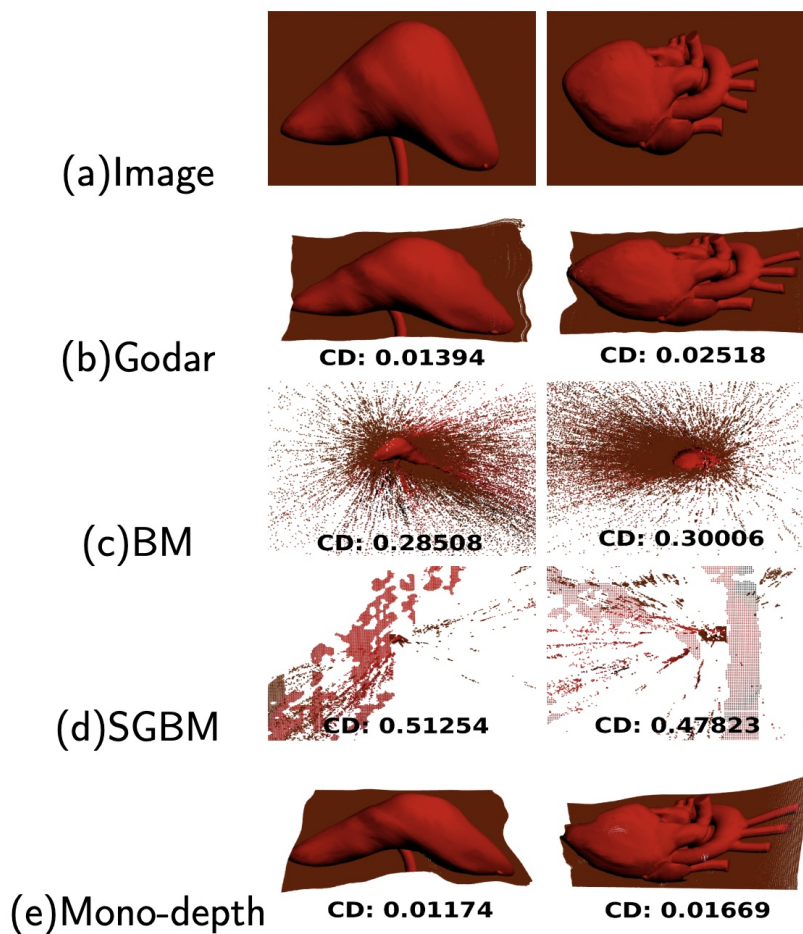 (a)Image
(b)Godar
CD: 0.01394
CD: 0.02518
(c)BM
CD: 0.28508
CD: 0.30006
(d)SGBM
CD: 0.51254
CD: 0.47823
(e)Mono-depth
CD: 0.01174
CD: 0.01669